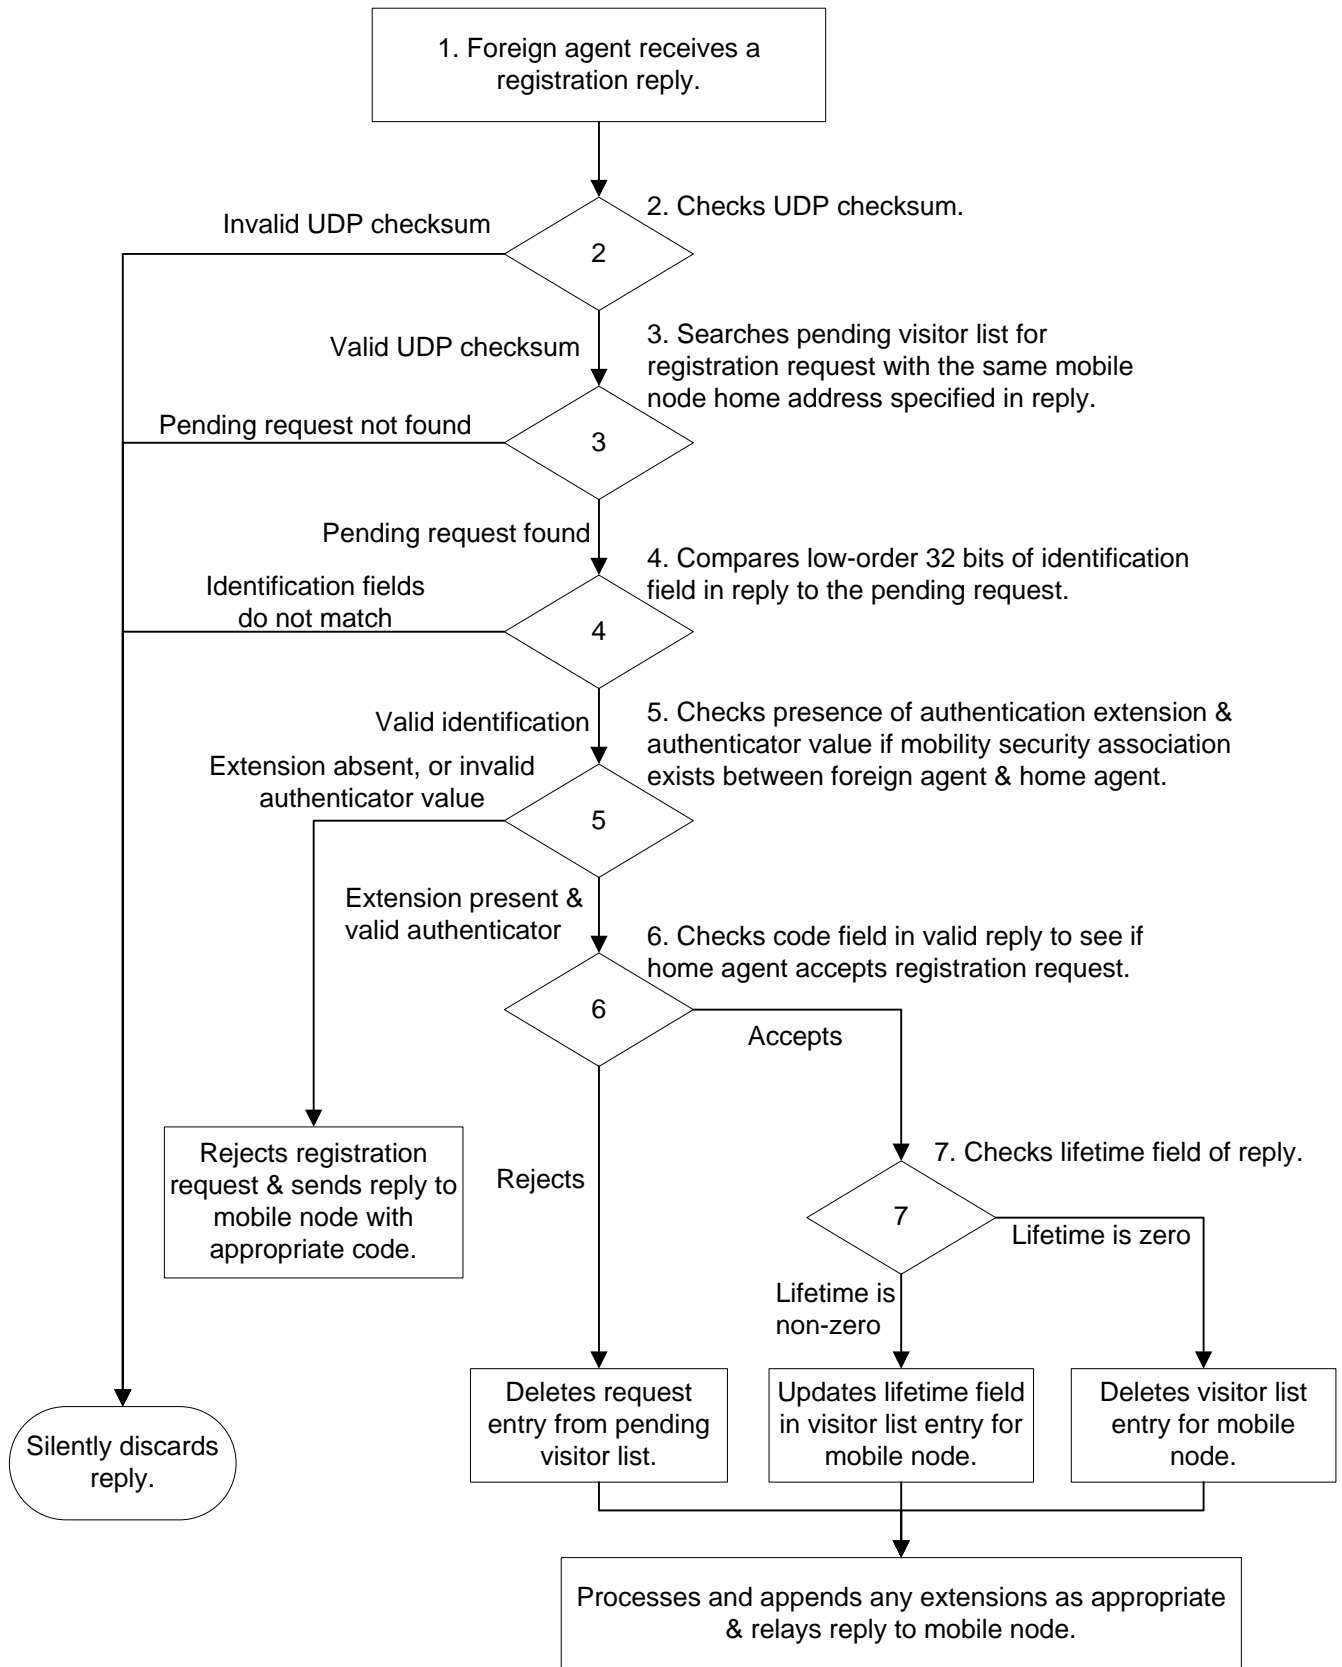 1. Foreign agent receives a
registration reply.
2. Checks UDP checksum.
Invalid UDP checksum
2
Valid UDP checksum
3. Searches pending visitor list for
registration request with the same mobile
node home address specified in reply.
Pending request not found
3
Pending request found
4. Compares low-order 32 bits of identification
field in reply to the pending request.
Identification fields
do not match
4
Valid identification
5. Checks presence of authentication extension &
authenticator value if mobility security association
exists between foreign agent & home agent.
Extension absent, or invalid
authenticator value
5
Extension present &
valid authenticator
6. Checks code field in valid reply to see if
home agent accepts registration request.
6
Accepts
Rejects registration
request & sends reply to
mobile node with
appropriate code.
Rejects
7. Checks lifetime field of reply.
7
Lifetime is zero
Lifetime is
non-zero
Silently discards
reply.
Deletes request
entry from pending
visitor list.
Updates lifetime field
in visitor list entry for
mobile node.
Deletes visitor list
entry for mobile
node.
Processes and appends any extensions as appropriate
& relays reply to mobile node.